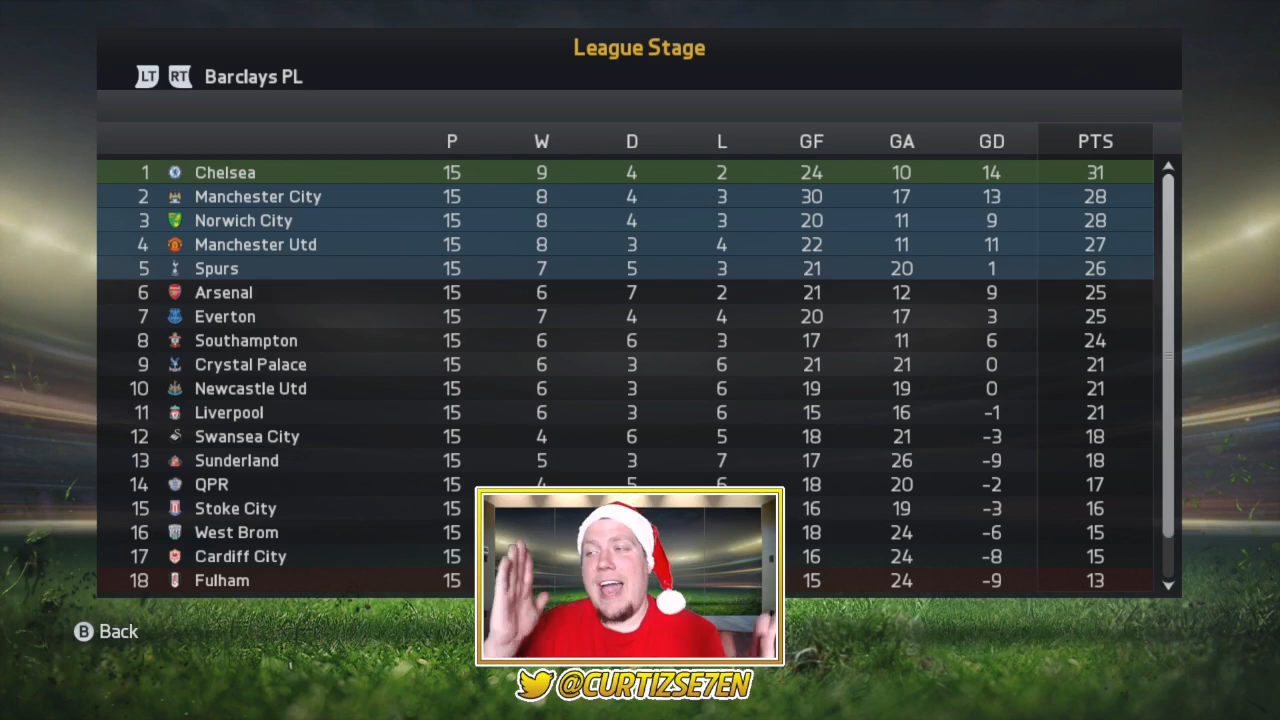 League Stage
LT RT Barclays PL
P W D L GF GA GD PTS
1 Chelsea 15 9 4 2 24 10 14 31
2 Manchester City 15 8 4 3 30 17 13 28
3 Norwich City 15 8 4 3 20 11 9 28
4 Manchester Utd 15 8 3 4 22 11 11 27
5 Spurs 15 7 5 3 21 20 1 26
6 Arsenal 15 6 7 2 21 12 9 25
7 Everton 15 7 4 4 20 17 3 25
8 Southampton 15 6 6 3 17 11 6 24
9 Crystal Palace 15 6 3 6 21 21 0 21
10 Newcastle Utd 15 6 3 6 19 19 0 21
11 Liverpool 15 6 3 6 15 16 -1 21
12 Swansea City 15 4 6 5 18 21 -3 18
13 Sunderland 15 5 3 7 17 26 -9 18
14 QPR 15 4 5 6 18 20 -2 17
15 Stoke City 15 16 19 -3 16
16 West Brom 15 18 24 -6 15
17 Cardiff City 15 16 24 -8 15
18 Fulham 15 15 24 -9 13
B Back
@CURTIZSE7EN